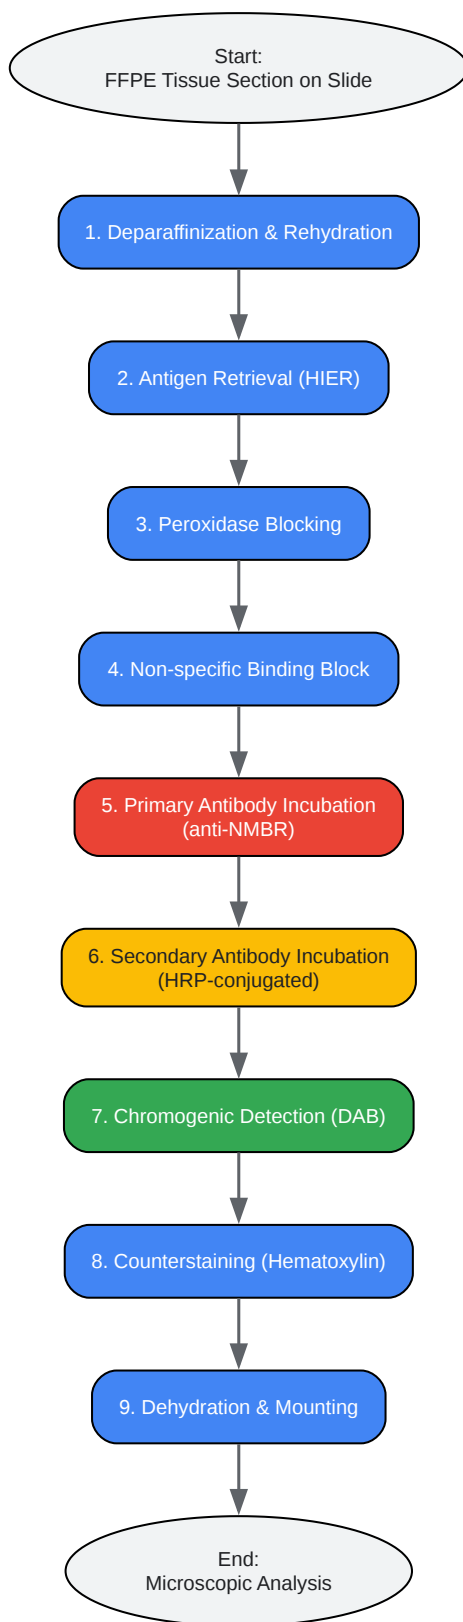 Start:
FFPE Tissue Section on Slide
1. Deparaffinization & Rehydration
2. Antigen Retrieval (HIER)
3. Peroxidase Blocking
4. Non-specific Binding Block
5. Primary Antibody Incubation
(anti-NMBR)
6. Secondary Antibody Incubation
(HRP-conjugated)
7. Chromogenic Detection (DAB)
8. Counterstaining (Hematoxylin)
9. Dehydration & Mounting
End:
Microscopic Analysis